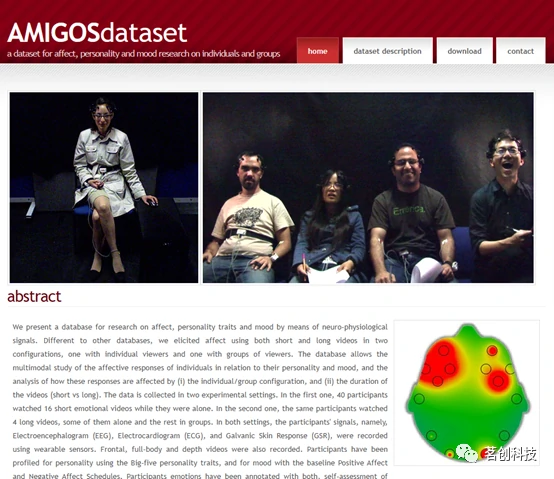 AMIGOSdataset
a dataset for affect, personality and mood research on individuals and groups
home
dataset description
download
contact
abstract
We present a database for research on affect, personality traits and mood by means of neuro-physiological
signals. Different to other databases, we elicited affect using both short and long videos in two
configurations, one with individual viewers and one with groups of viewers. The database allows the
multimodal study of the affective responses of individuals in relation to their personality and mood, and the
analysis of how these responses are affected by (i) the individual/group configuration, and (ii) the duration of
the videos (short vs long). The data is collected in two experimental settings. In the first one, 40 participants
watched 16 short emotional videos while they were alone. In the second one, the same participants watched
4 long videos, some of them alone and the rest in groups. In both settings, the participants' signals, namely,
Electroencephalogram (EEG), Electrocardiogram (ECG), and Galvanic Skin Response (GSR), were recorded
using wearable sensors. Frontal, full-body and depth videos were also recorded. Participants have been
profiled for personality using the Big-five personality traits, and for mood with the baseline Positive Affect
and Negative Affect Schedules. Participants emotions have been annotated with both, self-assessment of
茗创科技